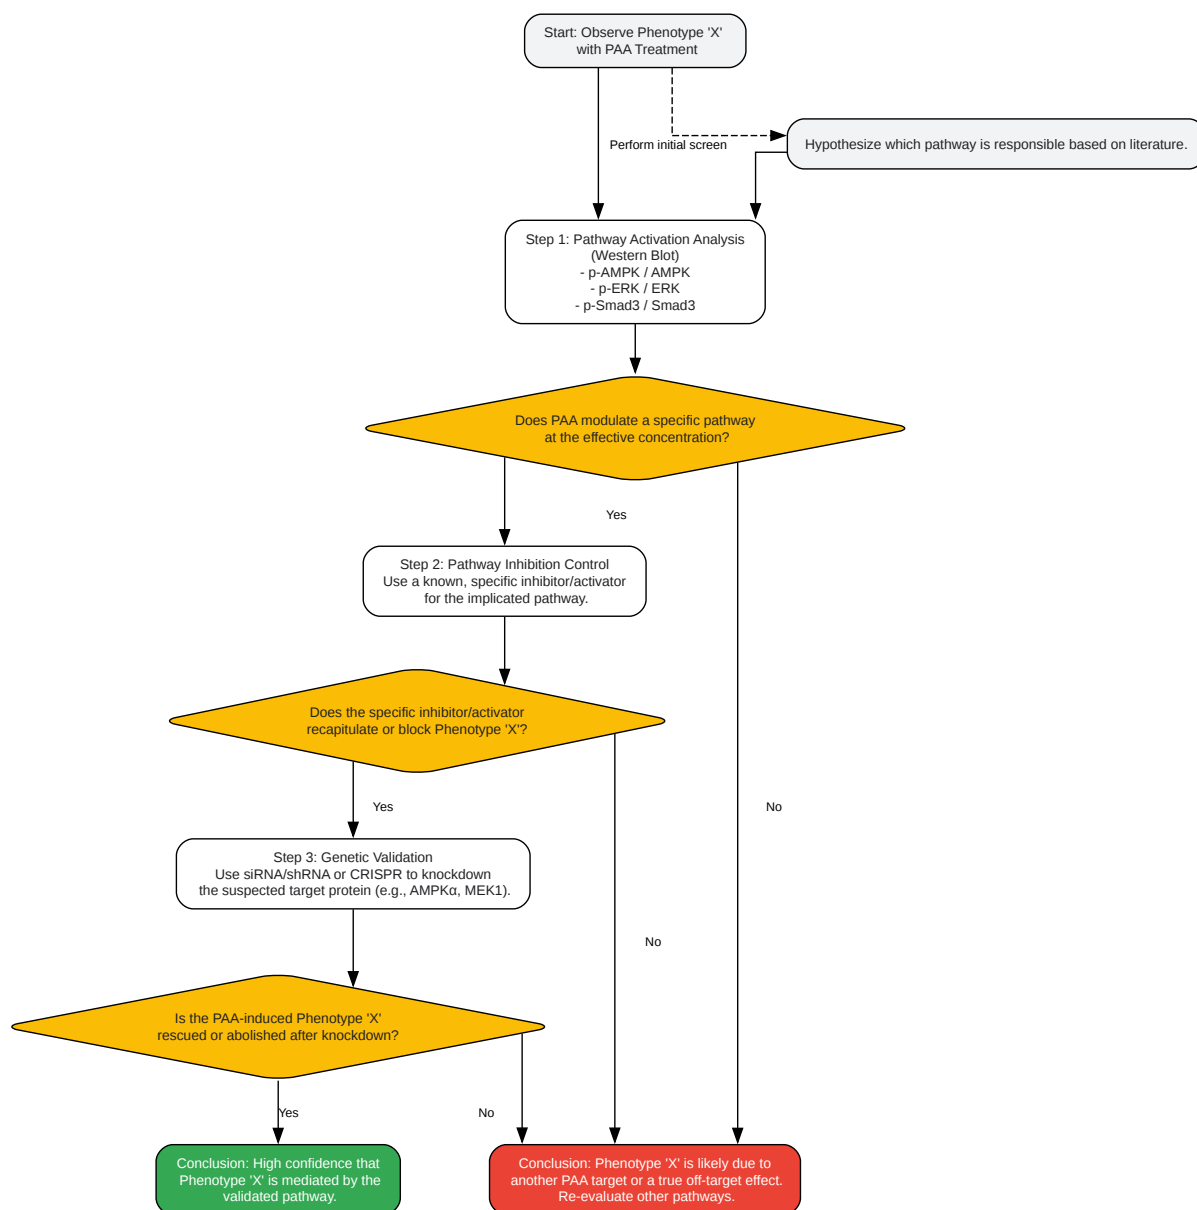 Start: Observe Phenotype 'X'
with PAA Treatment
Perform initial screen
Hypothesize which pathway is responsible based on literature.
Step 1: Pathway Activation Analysis
(Western Blot)
- p-AMPK / AMPK
- p-ERK / ERK
- p-Smad3 / Smad3
Does PAA modulate a specific pathway
at the effective concentration?
Yes
Step 2: Pathway Inhibition Control
Use a known, specific inhibitor/activator
for the implicated pathway.
Does the specific inhibitor/activator
recapitulate or block Phenotype 'X'?
Yes
No
Step 3: Genetic Validation
Use siRNA/shRNA or CRISPR to knockdown
the suspected target protein (e.g., AMPKα, MEK1).
No
Is the PAA-induced Phenotype 'X'
rescued or abolished after knockdown?
Yes
No
Conclusion: High confidence that
Phenotype 'X' is mediated by the
validated pathway.
Conclusion: Phenotype 'X' is likely due to
another PAA target or a true off-target effect.
Re-evaluate other pathways.